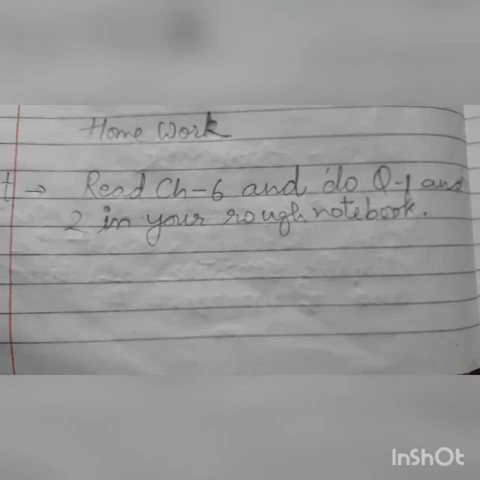 Home Work
t → Read Ch-6 and do Q-1 and
2 in your rough notebook.
InShOt